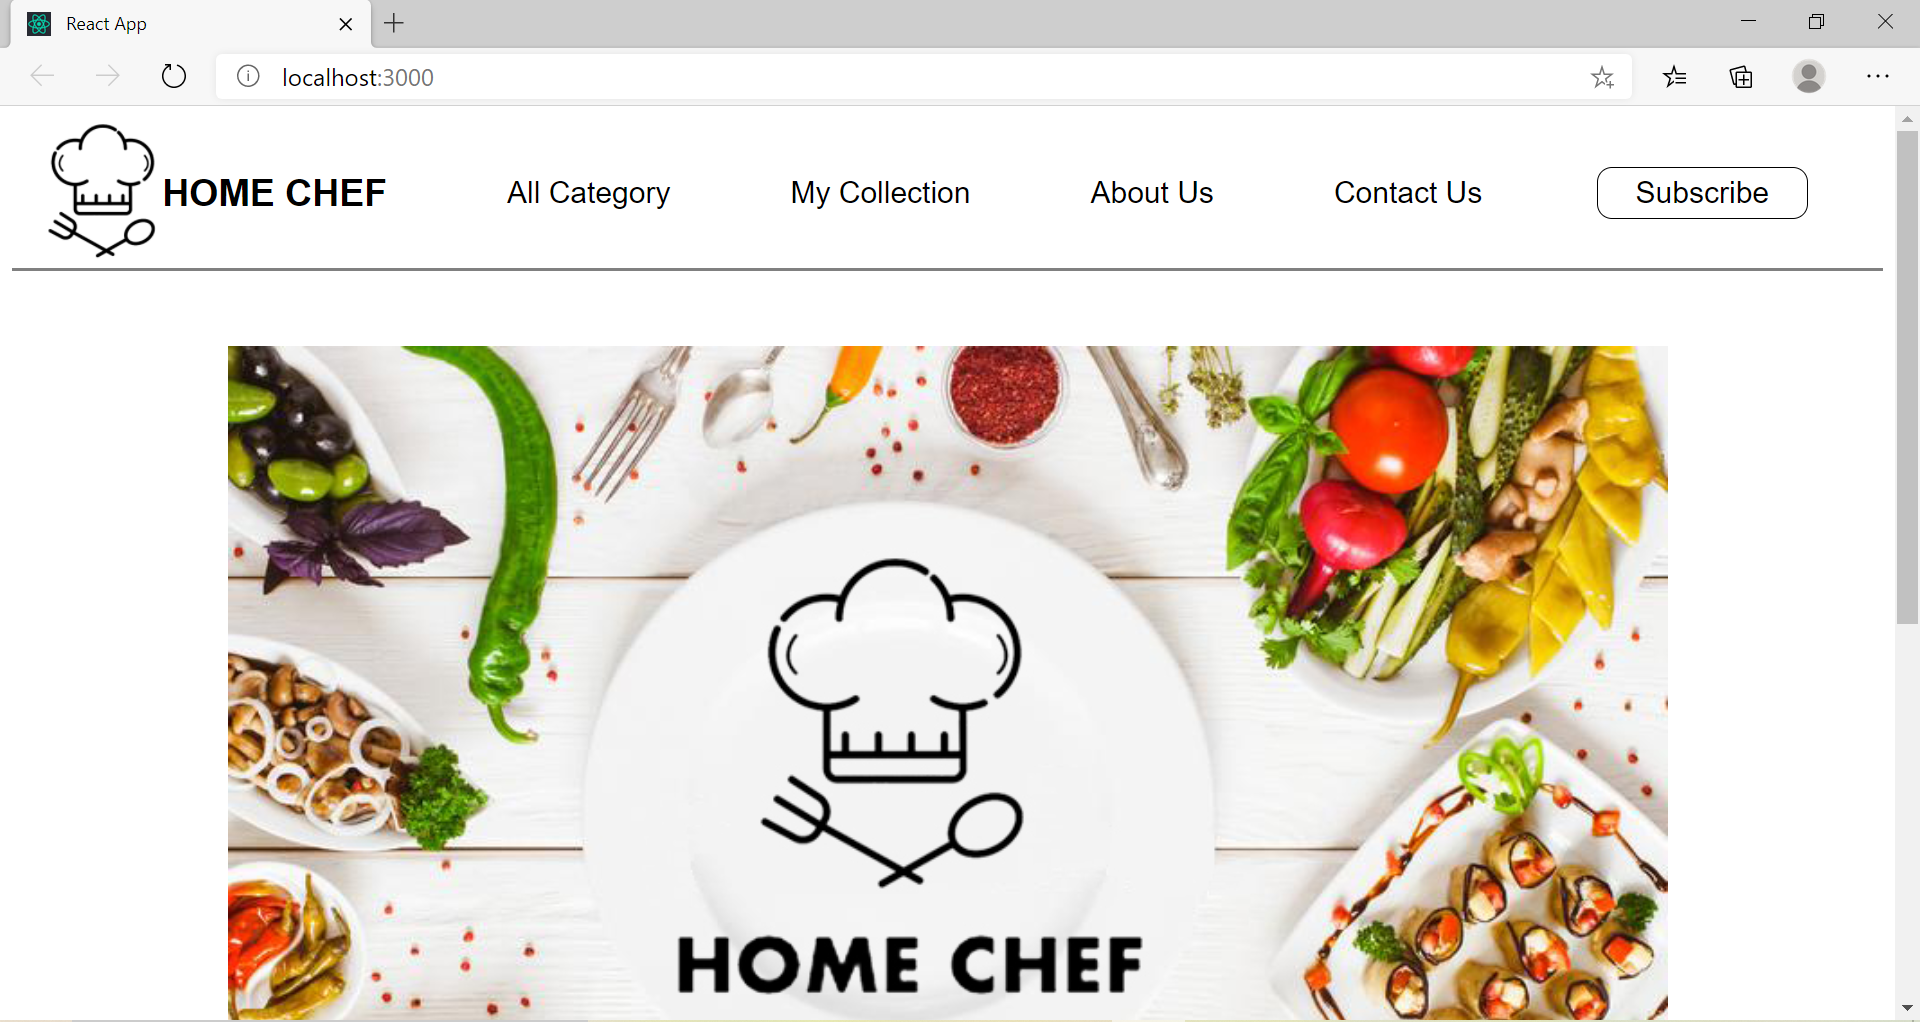 React App
localhost:3000
HOME CHEF
All Category
My Collection
About Us
Contact Us
Subscribe
HOME CHEF